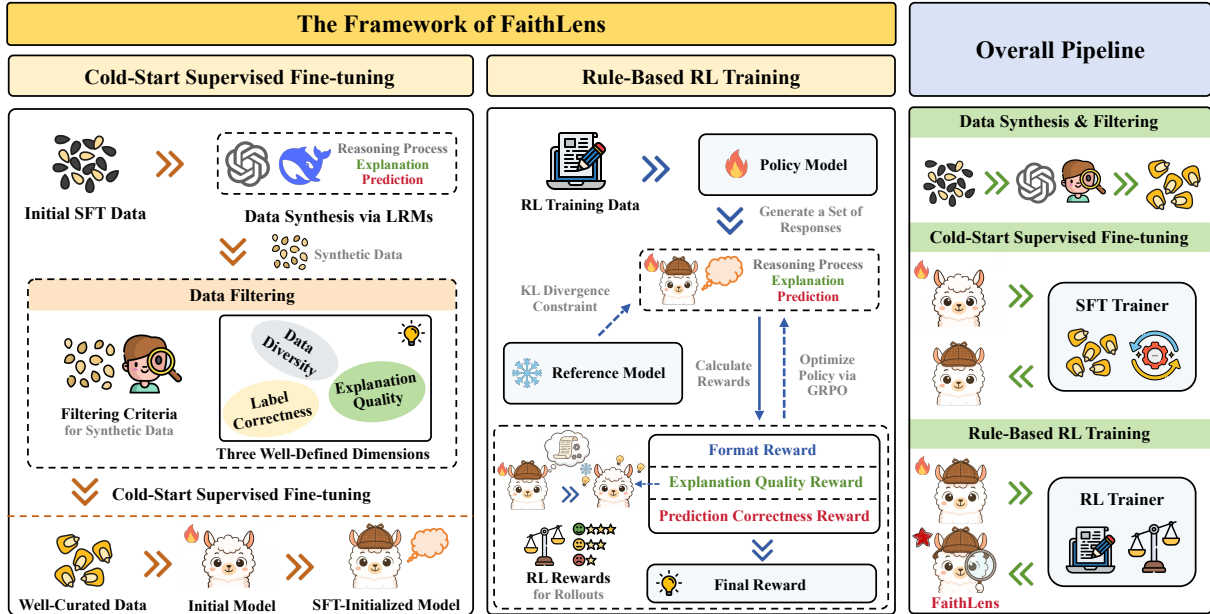 The Framework of FaithLens
Cold-Start Supervised Fine-tuning
Initial SFT Data
Reasoning Process
Explanation
Prediction
Data Synthesis via LRMs
Synthetic Data
Data Filtering
Filtering Criteria
for Synthetic Data
Data
Diversity
Explanation
Quality
Label
Correctness
Three Well-Defined Dimensions
Cold-Start Supervised Fine-tuning
Well-Curated Data
Initial Model
SFT-Initialized Model
Rule-Based RL Training
RL Training Data
Policy Model
Generate a Set of
Responses
Reasoning Process
Explanation
Prediction
KL Divergence
Constraint
Reference Model
Calculate
Rewards
Optimize
Policy via
GRPO
Format Reward
Explanation Quality Reward
Prediction Correctness Reward
RL Rewards
for Rollouts
Final Reward
Overall Pipeline
Data Synthesis & Filtering
Cold-Start Supervised Fine-tuning
SFT Trainer
Rule-Based RL Training
RL Trainer
FaithLens